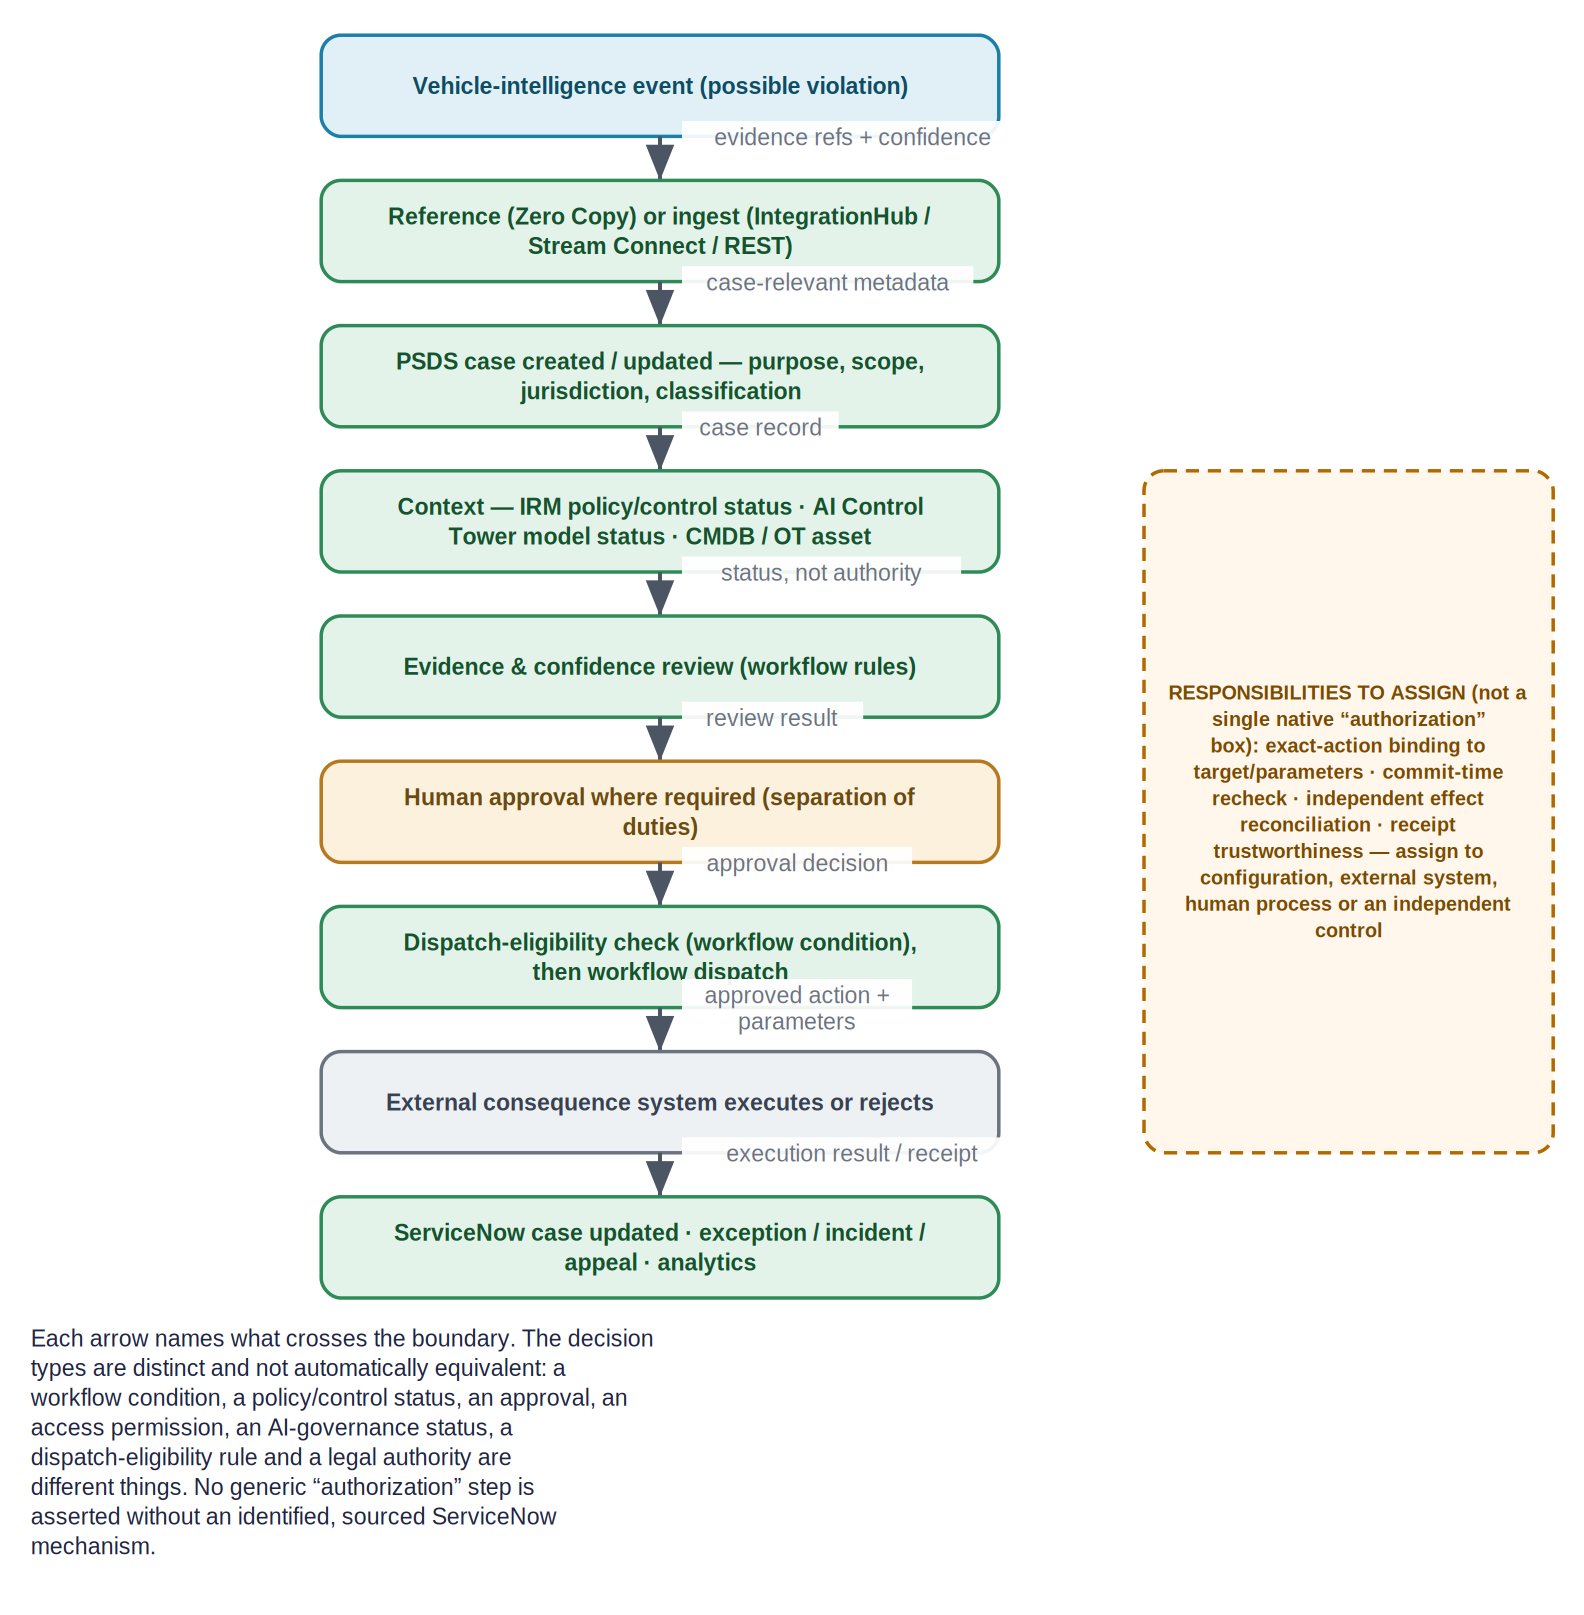 Vehicle-intelligence event (possible violation)
evidence refs + confidence
Reference (Zero Copy) or ingest (IntegrationHub /
Stream Connect / REST)
case-relevant metadata
PSDS case created / updated — purpose, scope,
jurisdiction, classification
case record
Context — IRM policy/control status · AI Control
Tower model status · CMDB / OT asset
status, not authority
Evidence & confidence review (workflow rules)
review result
Human approval where required (separation of
duties)
approval decision
Dispatch-eligibility check (workflow condition),
then workflow dispatch
approved action +
parameters
External consequence system executes or rejects
execution result / receipt
ServiceNow case updated · exception / incident /
appeal · analytics
RESPONSIBILITIES TO ASSIGN (not a
single native “authorization”
box): exact-action binding to
target/parameters · commit-time
recheck · independent effect
reconciliation · receipt
trustworthiness — assign to
configuration, external system,
human process or an independent
control
Each arrow names what crosses the boundary. The decision
types are distinct and not automatically equivalent: a
workflow condition, a policy/control status, an approval, an
access permission, an AI-governance status, a
dispatch-eligibility rule and a legal authority are
different things. No generic “authorization” step is
asserted without an identified, sourced ServiceNow
mechanism.